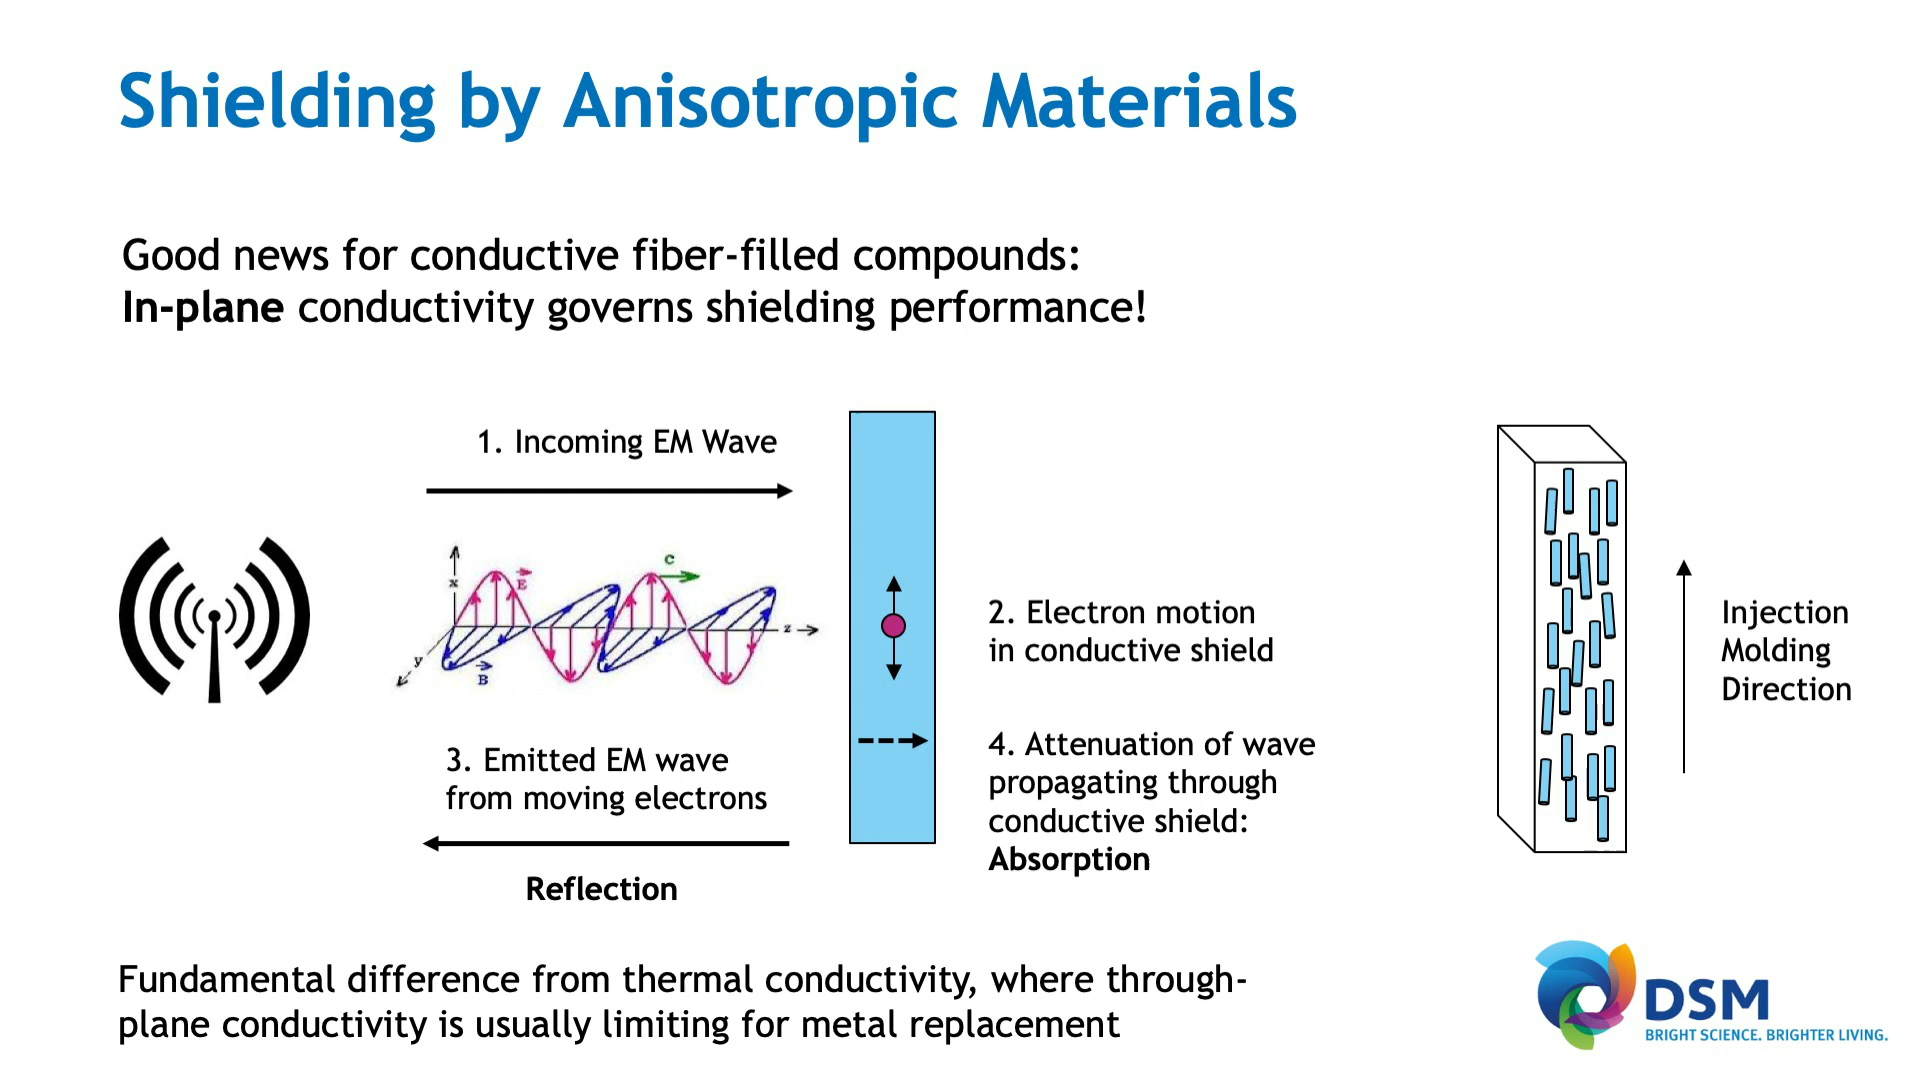 Shielding by Anisotropic Materials
Good news for conductive fiber-filled compounds:
In-plane conductivity governs shielding performance!
1. Incoming EM Wave
x
E
C
z
y
B
2. Electron motion
in conductive shield
3. Emitted EM wave
from moving electrons
Reflection
4. Attenuation of wave
propagating through
conductive shield:
Absorption
Injection
Molding
Direction
Fundamental difference from thermal conductivity, where through-
plane conductivity is usually limiting for metal replacement
DSM
BRIGHT SCIENCE. BRIGHTER LIVING.